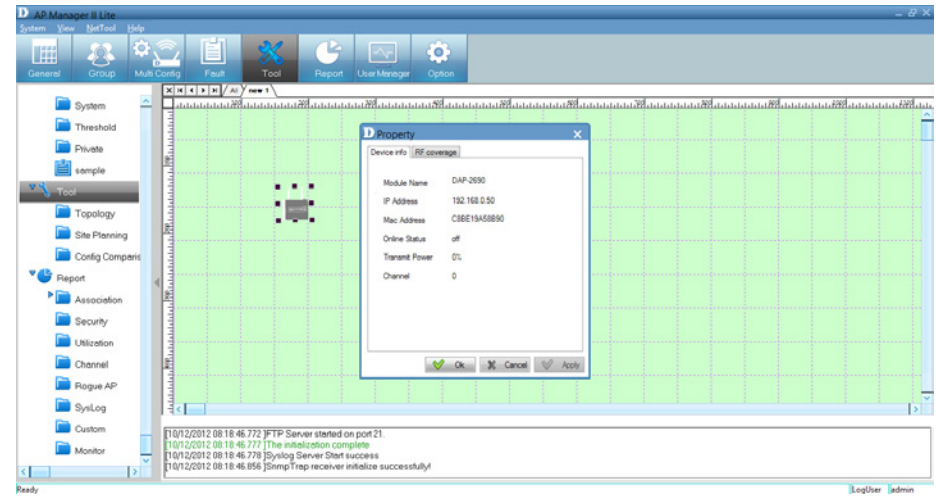 D AP Manager II Lite
System View NetTool Help
General Group Multi Config Fault Tool Report User Manager Option
All new 1
System
Threshold
Private
sample
Tool
Topology
Site Planning
Config Comparis
Report
Association
Security
Utilization
Channel
Rogue AP
SysLog
Custom
Monitor
D Property
Device info RF coverage
Module Name DAP-2690
IP Address 192.168.0.50
Mac Address C8BE19A58B90
Online Status off
Transmit Power 0%
Channel 0
Ok Cancel Apply
[10/12/2012 08:18:46.772 ]FTP Server started on port 21.
[10/12/2012 08:18:46.777 ]The initialization complete
[10/12/2012 08:18:46.778 ]Syslog Server Start success
[10/12/2012 08:18:46.856 ]SnmpTrap receiver initialize successfully!
Ready LogUser admin